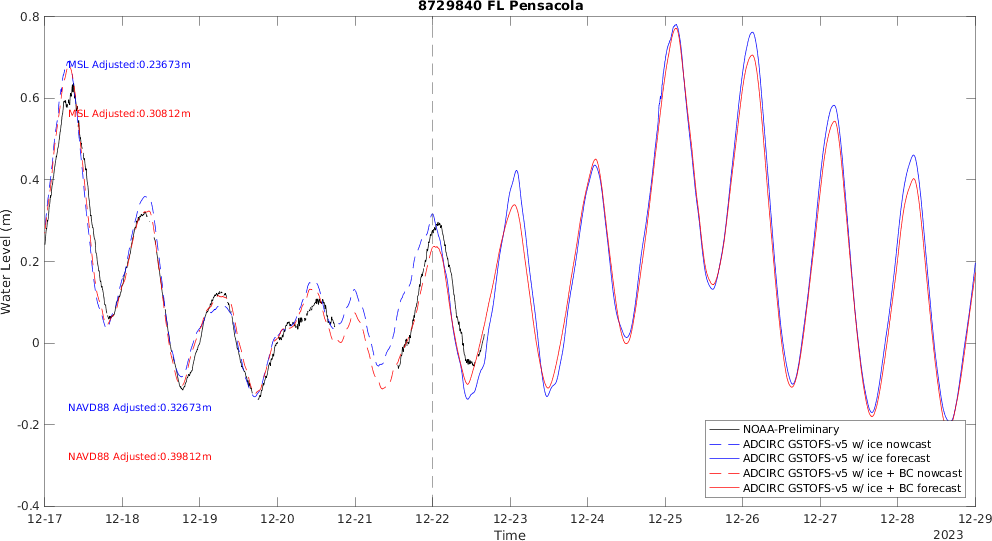 8729840 FL Pensacola
Water Level (m)
0.8
0.6
0.4
0.2
0
-0.2
-0.4
MSL Adjusted:0.23673m
MSL Adjusted:0.30812m
NAVD88 Adjusted:0.32673m
NAVD88 Adjusted:0.39812m
NOAA-Preliminary
ADCIRC GSTOFS-v5 w/ ice nowcast
ADCIRC GSTOFS-v5 w/ ice forecast
ADCIRC GSTOFS-v5 w/ ice + BC nowcast
ADCIRC GSTOFS-v5 w/ ice + BC forecast
12-17 12-18 12-19 12-20 12-21 12-22 12-23 12-24 12-25 12-26 12-27 12-28 12-29
Time
2023